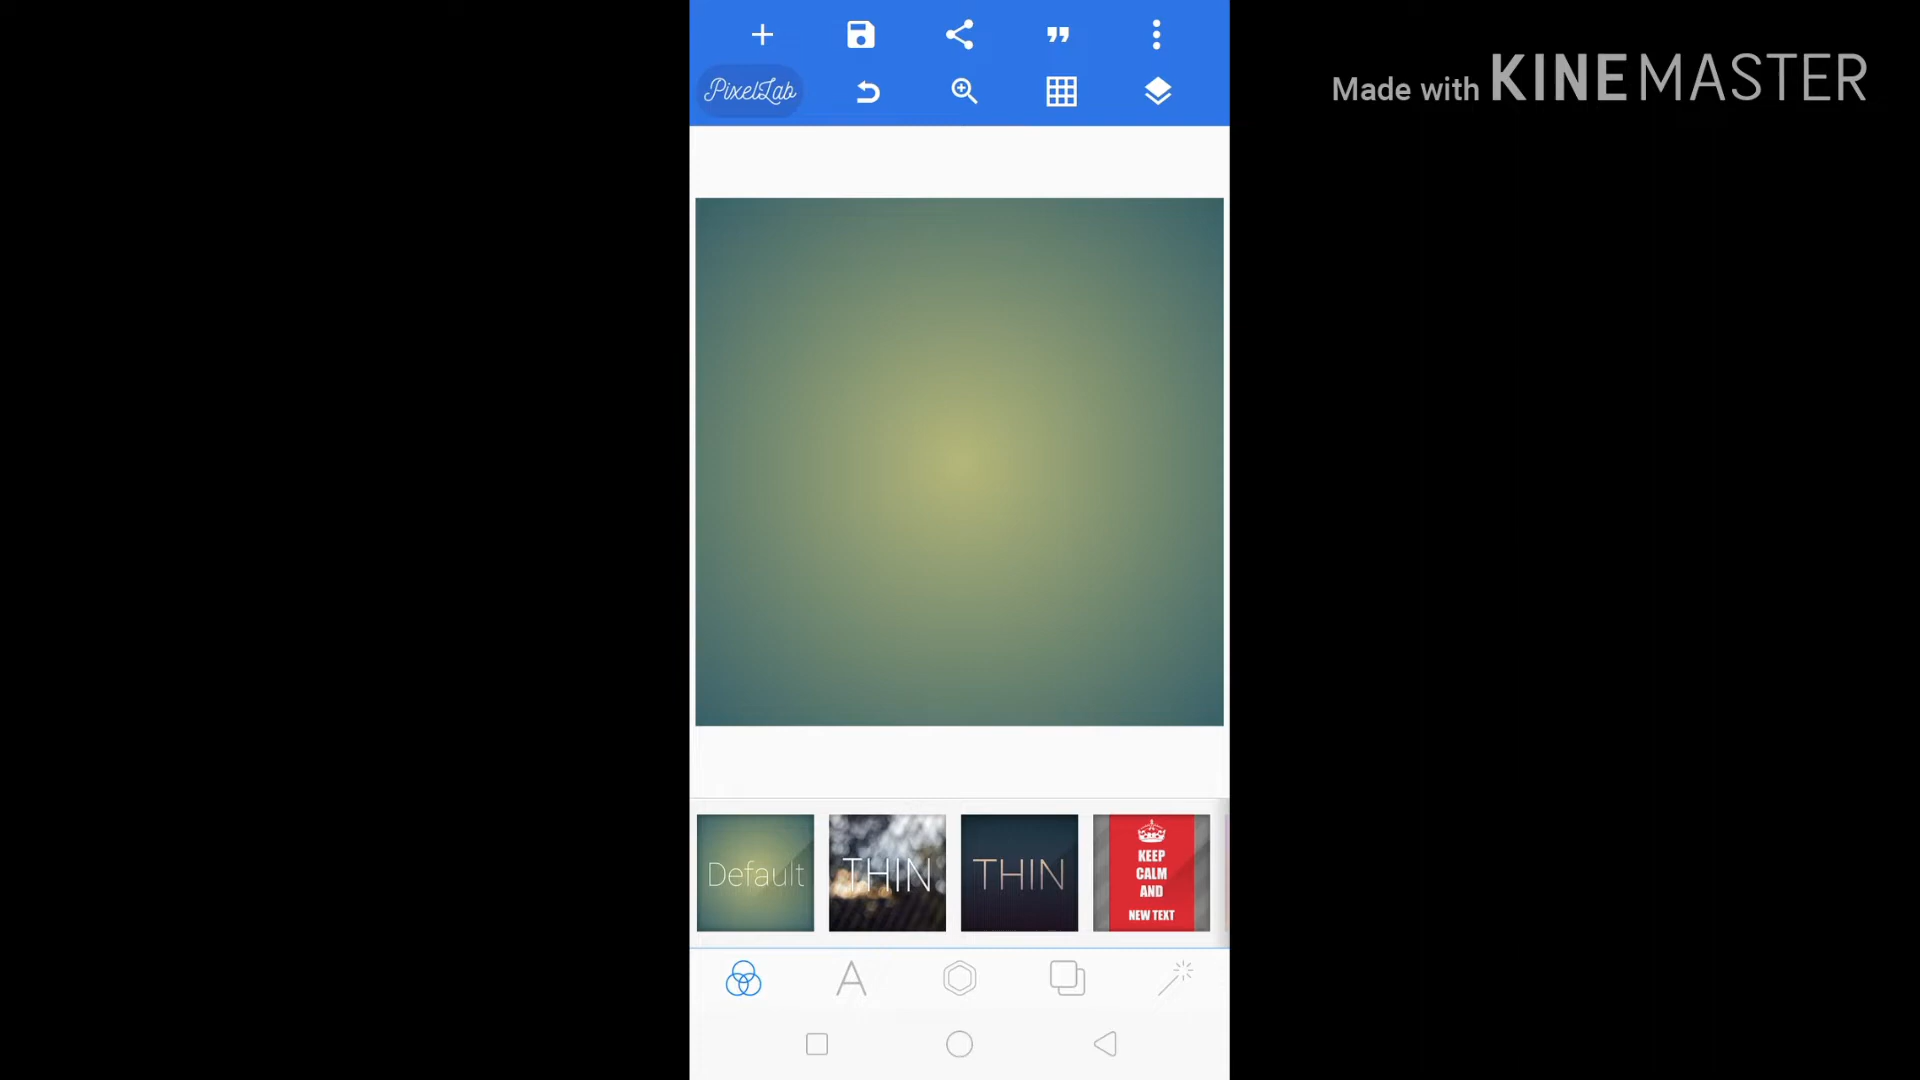 Made with KINEMASTER
PixelLab
Default
THIN
THIN
KEEP
CALM
AND
NEW TEXT